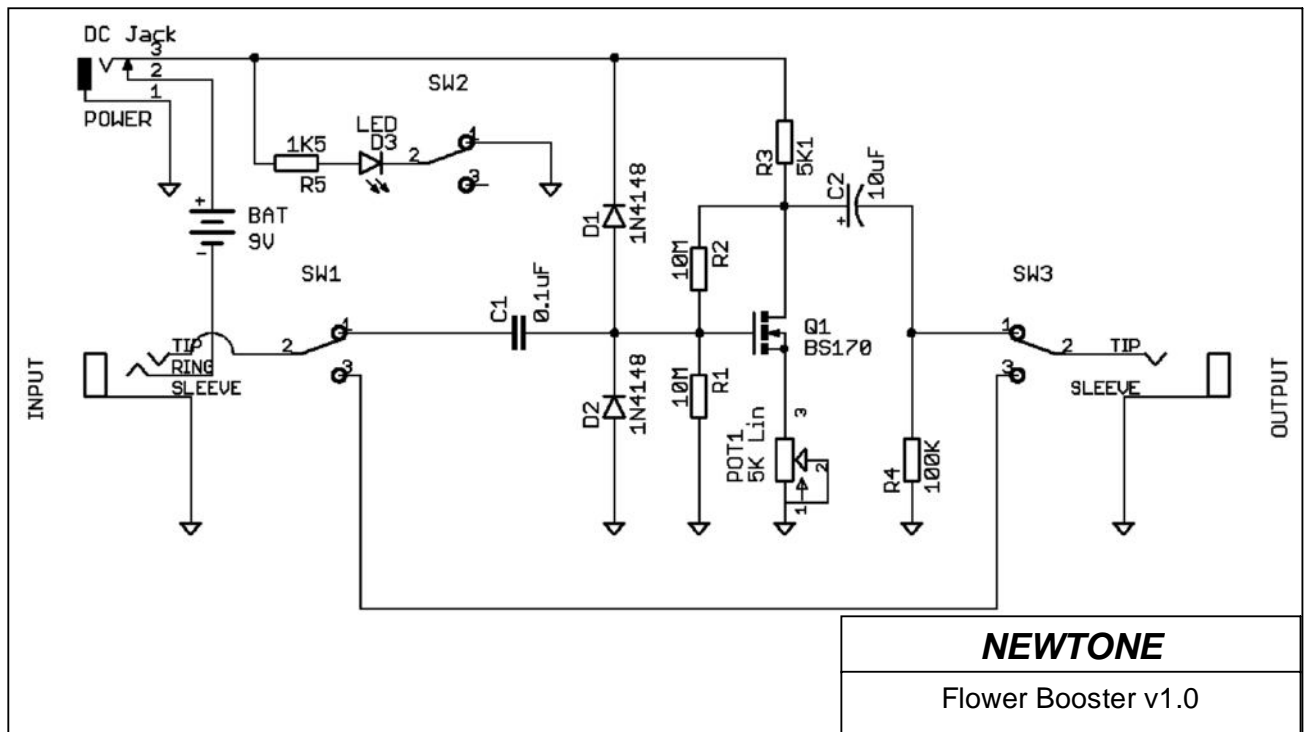 DC Jack
3
2
1
POWER
SW2
LED
D3
1K5
R5
2
1
3
BAT
9V
+
-
D1
1N4148
R3
5K1
C2
10uF
+
10M
R2
SW1
2
1
3
C1
0.1uF
Q1
BS170
SW3
1
2
3
INPUT
TIP
RING
SLEEVE
D2
1N4148
10M
R1
POT1
5K Lin
3
2
1
R4
100K
TIP
SLEEVE
OUTPUT
NEWTONE
Flower Booster v1.0